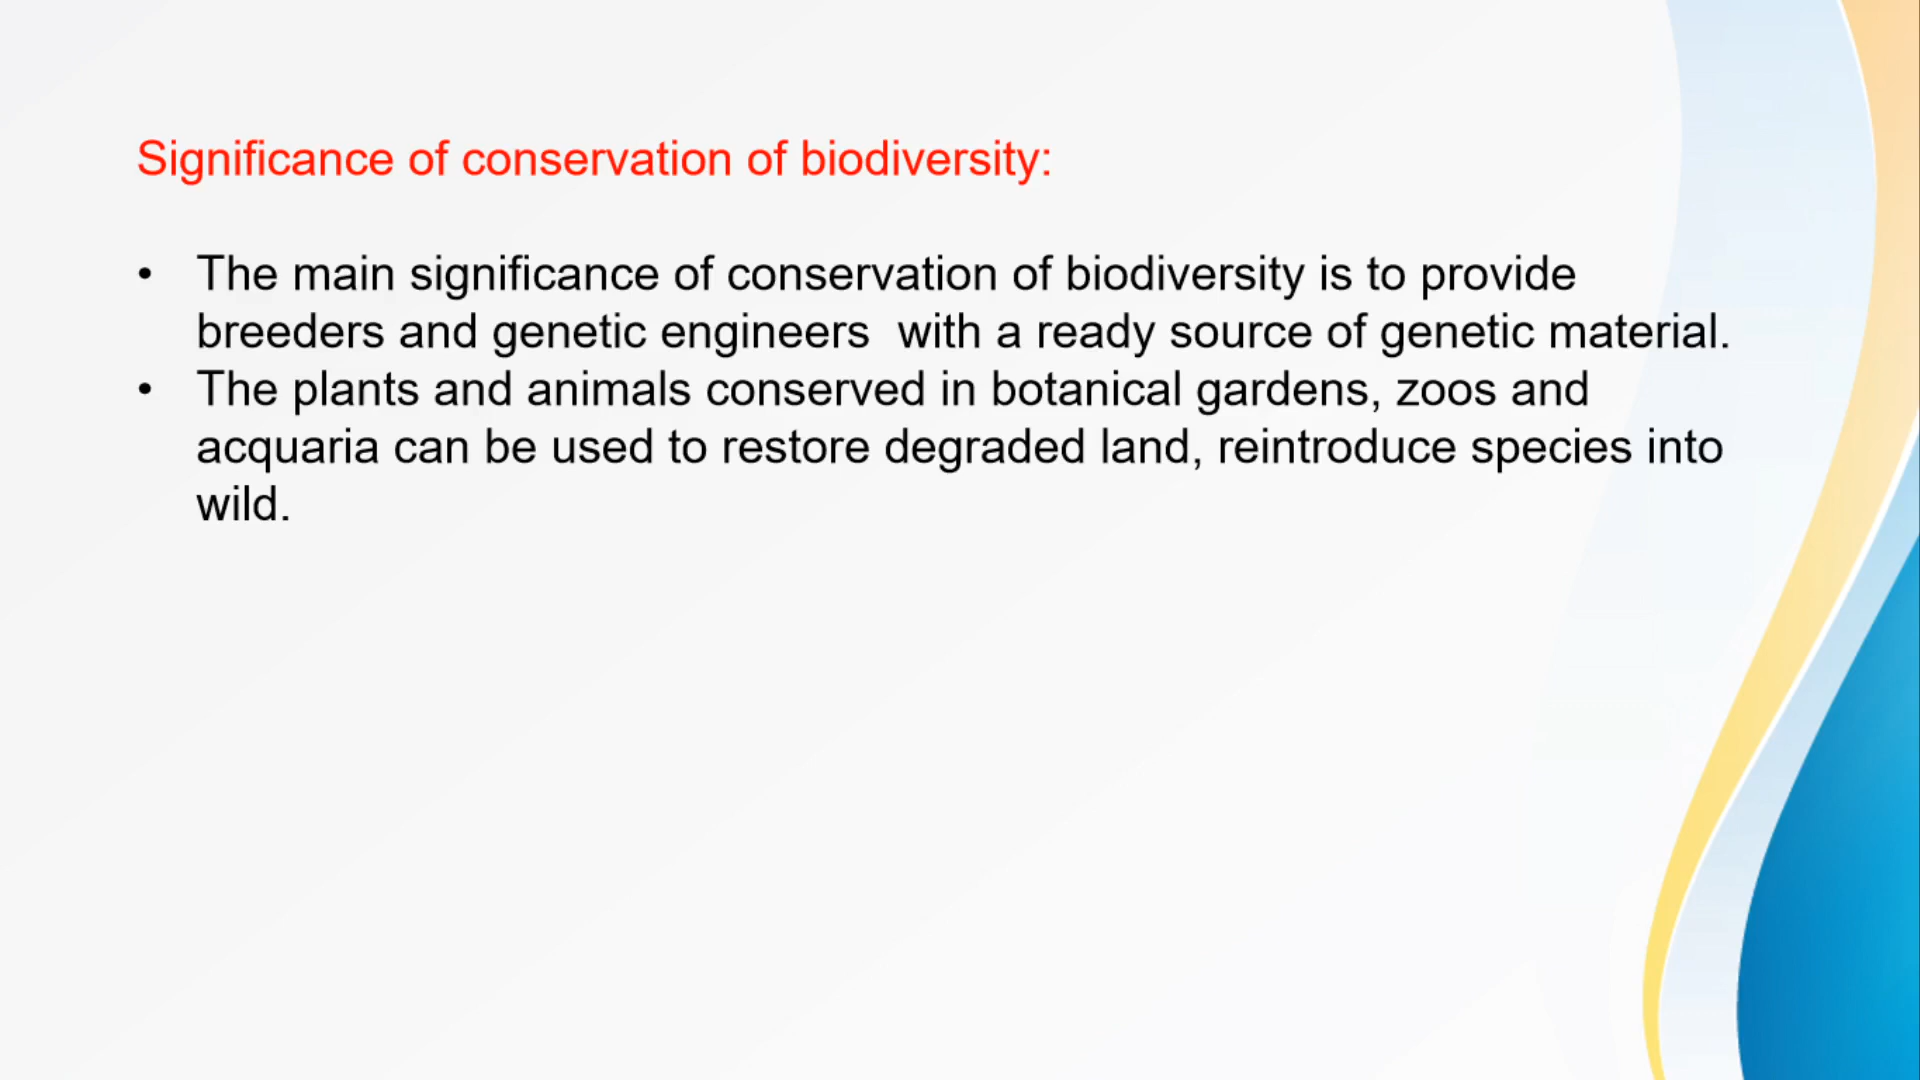 Significance of conservation of biodiversity:
• The main significance of conservation of biodiversity is to provide
breeders and genetic engineers  with a ready source of genetic material.
• The plants and animals conserved in botanical gardens, zoos and
acquaria can be used to restore degraded land, reintroduce species into
wild.